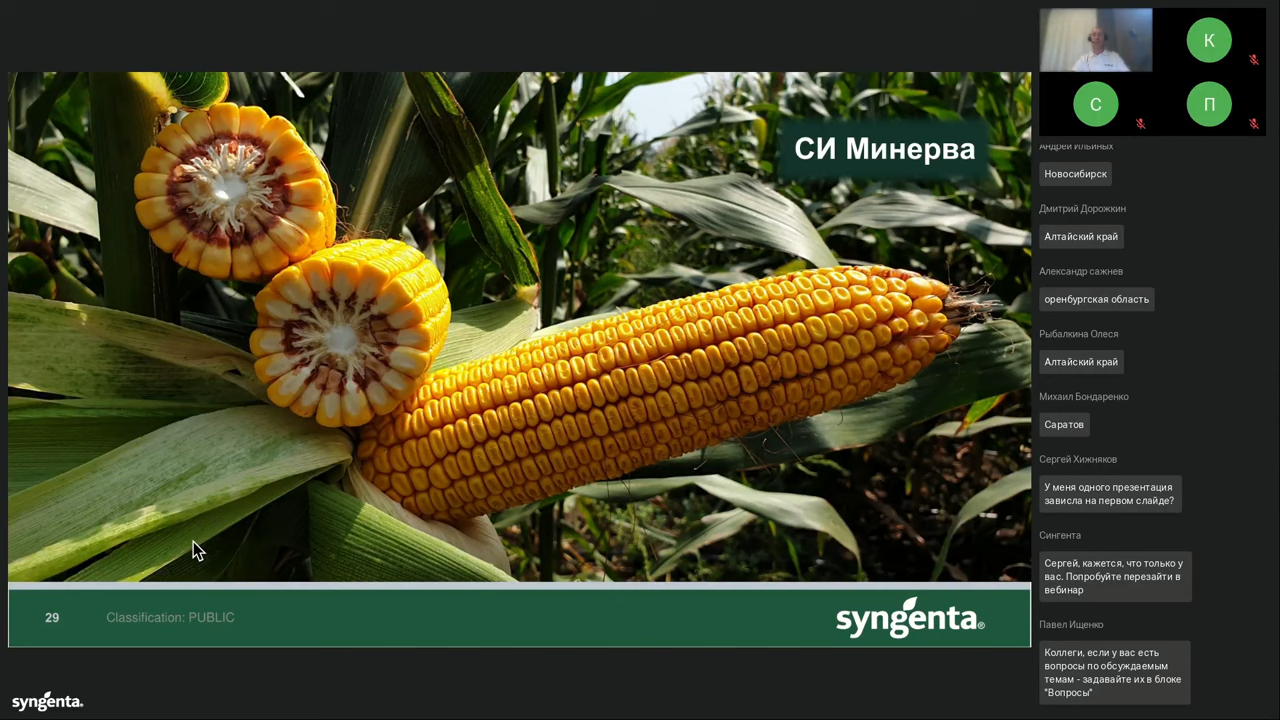 СИ Минерва
29
Classification: PUBLIC
syngenta®
syngenta.
К
С
П
Андрей Ильиных
Новосибирск
Дмитрий Дорожкин
Алтайский край
Александр сажнев
оренбургская область
Рыбалкина Олеся
Алтайский край
Михаил Бондаренко
Саратов
Сергей Хижняков
У меня одного презентация
зависла на первом слайде?
Сингента
Сергей, кажется, что только у
вас. Попробуйте перезайти в
вебинар
Павел Ищенко
Коллеги, если у вас есть
вопросы по обсуждаемым
темам - задавайте их в блоке
"Вопросы"